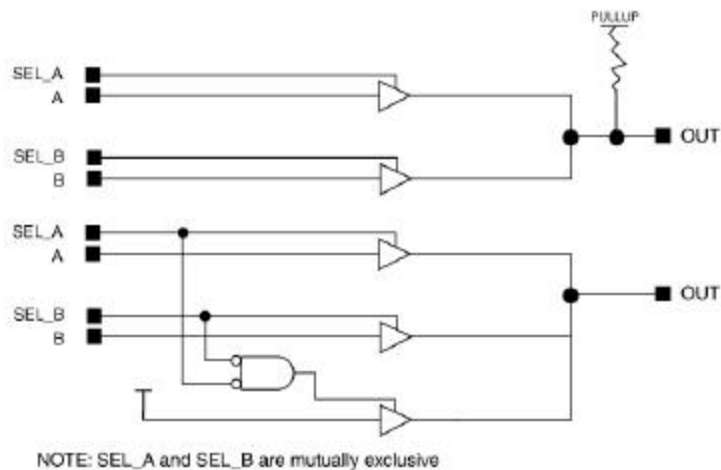 PULLUP
SEL_A
A
OUT
SEL_B
B
SEL_A
A
OUT
SEL_B
B
NOTE: SEL_A and SEL_B are mutually exclusive